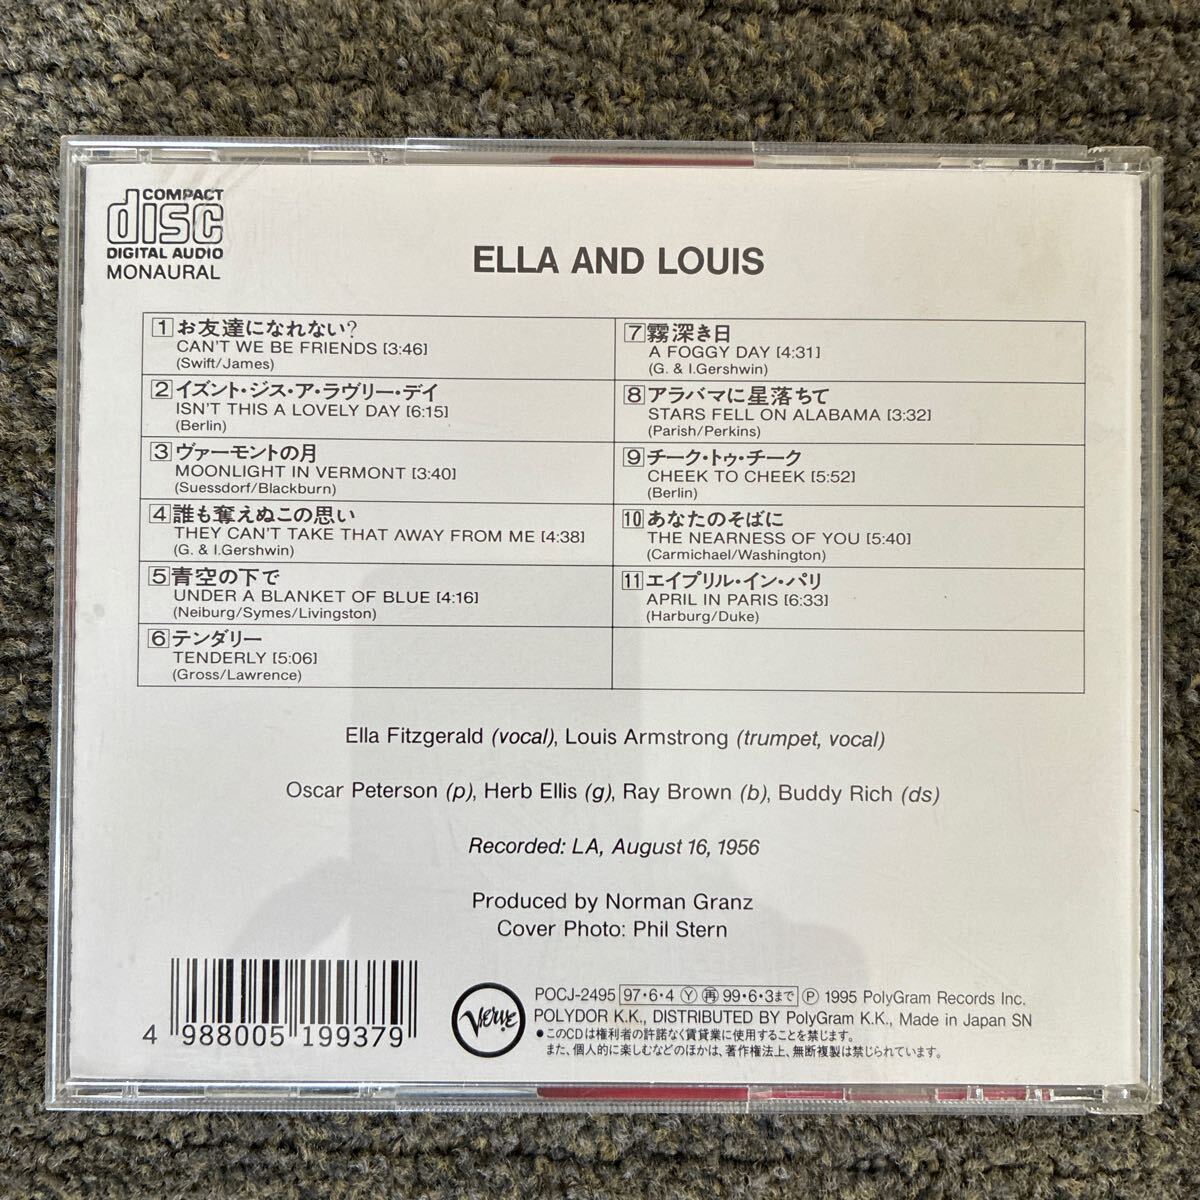 COMPACT
disc
DIGITAL AUDIO
MONAURAL
ELLA AND LOUIS
1 お友達になれない?
CAN'T WE BE FRIENDS [3:46]
(Swift/James)
2 イズント・ジス・ア・ラヴリー・デイ
ISN'T THIS A LOVELY DAY [6:15]
(Berlin)
3 ヴァーモントの月
MOONLIGHT IN VERMONT [3:40]
(Suessdorf/Blackburn)
4 誰も奪えぬこの思い
THEY CAN'T TAKE THAT AWAY FROM ME [4:38]
(G. & I.Gershwin)
5 青空の下で
UNDER A BLANKET OF BLUE [4:16]
(Neiburg/Symes/Livingston)
6 テンダリー
TENDERLY [5:06]
(Gross/Lawrence)
7 霧深き日
A FOGGY DAY [4:31]
(G. & I.Gershwin)
8 アラバマに星落ちて
STARS FELL ON ALABAMA [3:32]
(Parish/Perkins)
9 チーク・トゥ・チーク
CHEEK TO CHEEK [5:52]
(Berlin)
10 あなたのそばに
THE NEARNESS OF YOU [5:40]
(Carmichael/Washington)
11 エイプリル・イン・パリ
APRIL IN PARIS [6:33]
(Harburg/Duke)
Ella Fitzgerald (vocal), Louis Armstrong (trumpet, vocal)
Oscar Peterson (p), Herb Ellis (g), Ray Brown (b), Buddy Rich (ds)
Recorded: LA, August 16, 1956
Produced by Norman Granz
Cover Photo: Phil Stern
4 988005 199379
Verve
POCJ-2495 97・6・4 Ⓨ ㊢ 99・6・3まで Ⓟ 1995 PolyGram Records Inc.
POLYDOR K.K., DISTRIBUTED BY PolyGram K.K., Made in Japan SN
●このCDは権利者の許諾なく賃貸業に使用することを禁じます。
また、個人的に楽しむなどのほかは、著作権法上、無断複製は禁じられています。